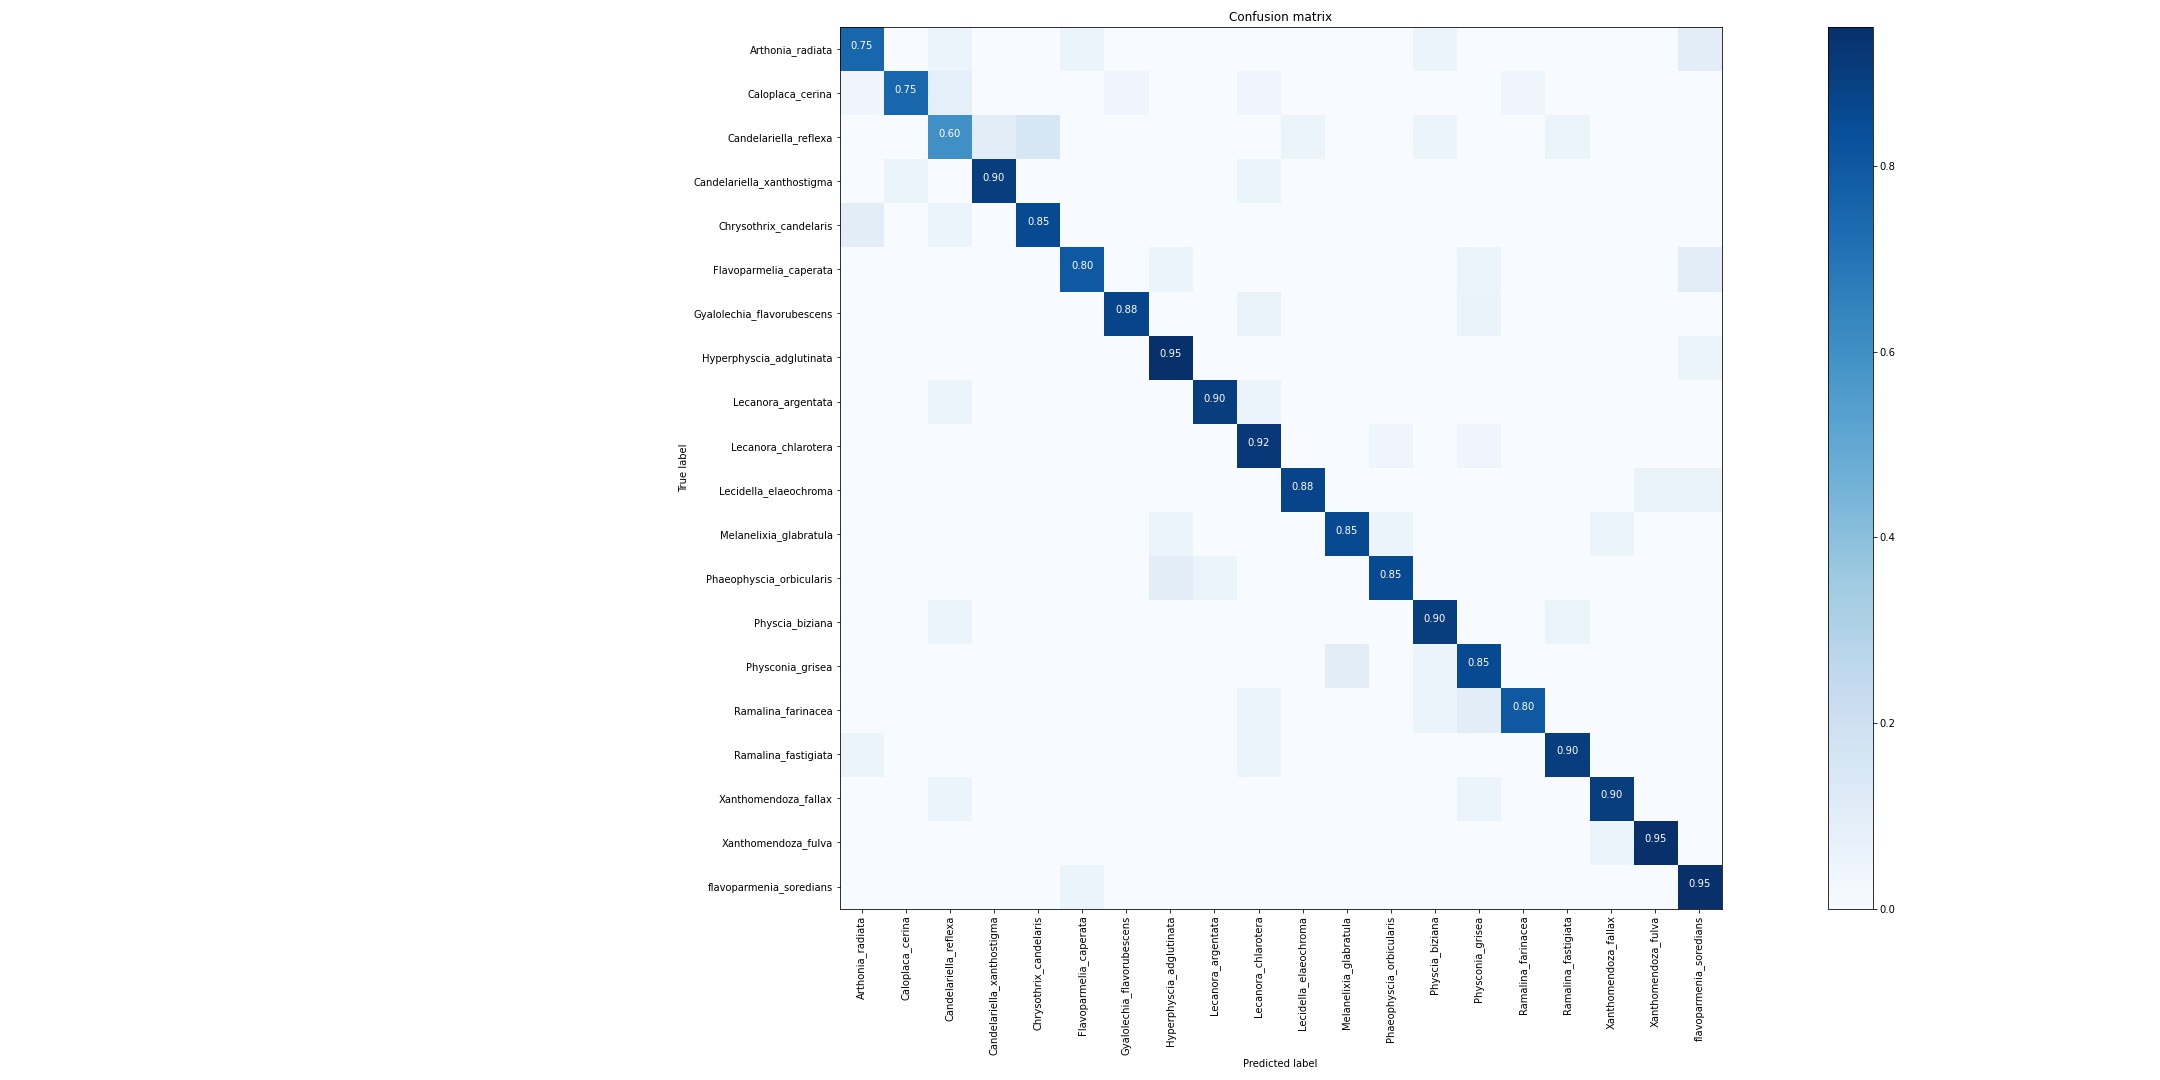 Confusion matrix
Arthonia_radiata 0.75
Caloplaca_cerina 0.75
Candelariella_reflexa 0.60
Candelariella_xanthostigma 0.90
Chrysothrix_candelaris 0.85
Flavoparmelia_caperata 0.80
Gyalolechia_flavorubescens 0.88
Hyperphyscia_adglutinata 0.95
Lecanora_argentata 0.90
Lecanora_chlarotera 0.92
Lecidella_elaeochroma 0.88
Melanelixia_glabratula 0.85
Phaeophyscia_orbicularis 0.85
Physcia_biziana 0.90
Physconia_grisea 0.85
Ramalina_farinacea 0.80
Ramalina_fastigiata 0.90
Xanthomendoza_fallax 0.90
Xanthomendoza_fulva 0.95
flavoparmenia_soredians 0.95
True label
Arthonia_radiata
Caloplaca_cerina
Candelariella_reflexa
Candelariella_xanthostigma
Chrysothrix_candelaris
Flavoparmelia_caperata
Gyalolechia_flavorubescens
Hyperphyscia_adglutinata
Lecanora_argentata
Lecanora_chlarotera
Lecidella_elaeochroma
Melanelixia_glabratula
Phaeophyscia_orbicularis
Physcia_biziana
Physconia_grisea
Ramalina_farinacea
Ramalina_fastigiata
Xanthomendoza_fallax
Xanthomendoza_fulva
flavoparmenia_soredians
Predicted label
0.8
0.6
0.4
0.2
0.0